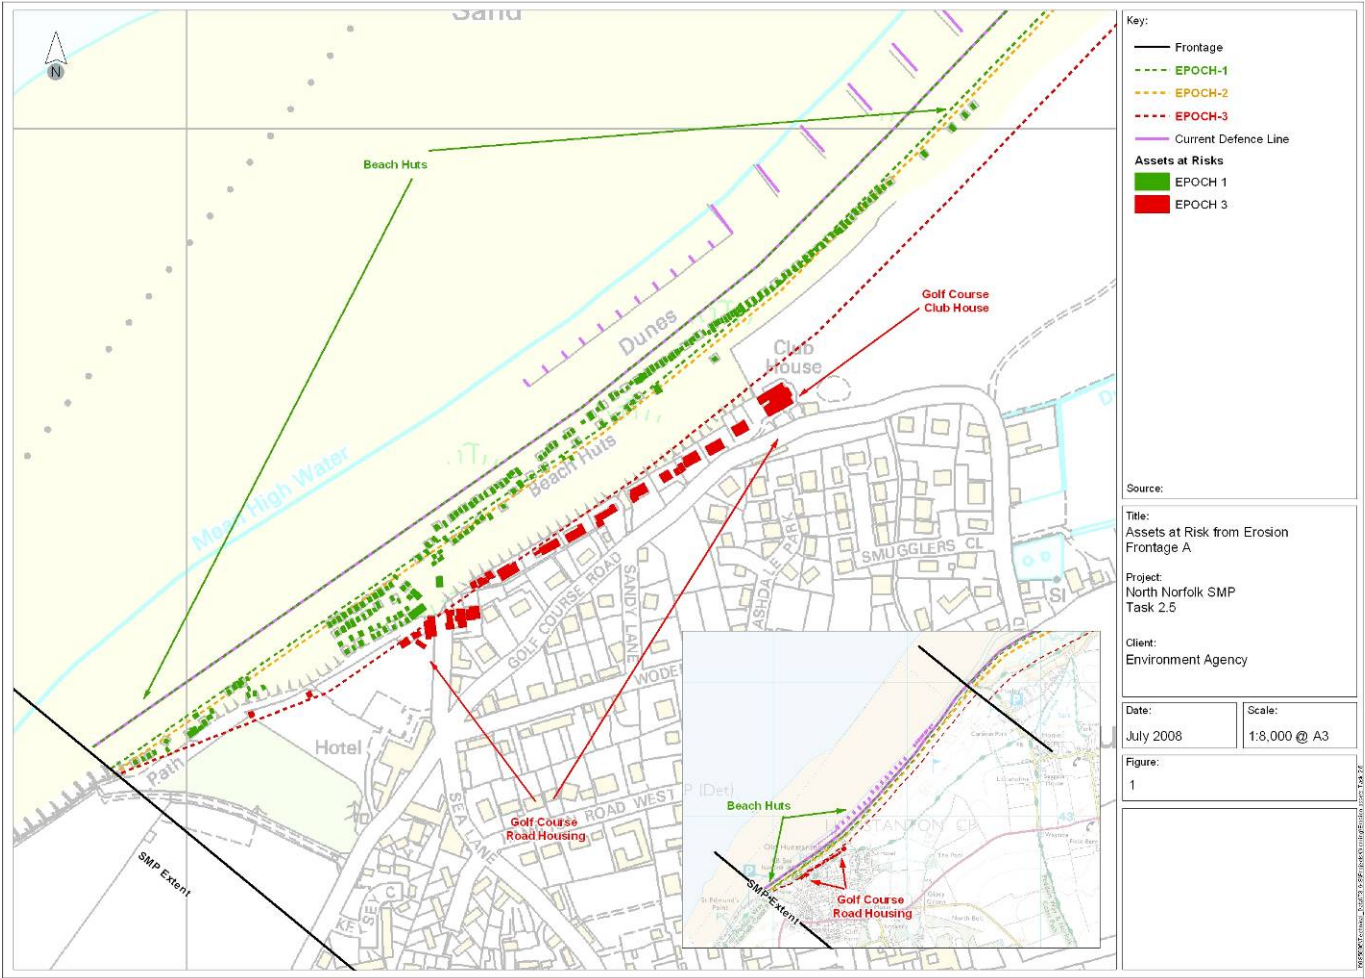 Sand
N
Beach Huts
Golf Course
Club House
Dunes
Club
House
Beach Huts
Mean High Water
ASHDALE PARK
SMUGGLERS CL
GOLF COURSE ROAD
SANDY LANE
SI
Hotel
Path
SEA LANE
ROAD WEST
Golf Course
Road Housing
SMP Extent
Beach Huts
Golf Course
Road Housing
SMP Extent
Key:
Frontage
EPOCH-1
EPOCH-2
EPOCH-3
Current Defence Line
Assets at Risks
EPOCH 1
EPOCH 3
Source:
Title:
Assets at Risk from Erosion
Frontage A
Project:
North Norfolk SMP
Task 2.5
Client:
Environment Agency
Date:
July 2008
Scale:
1:8,000 @ A3
Figure:
1